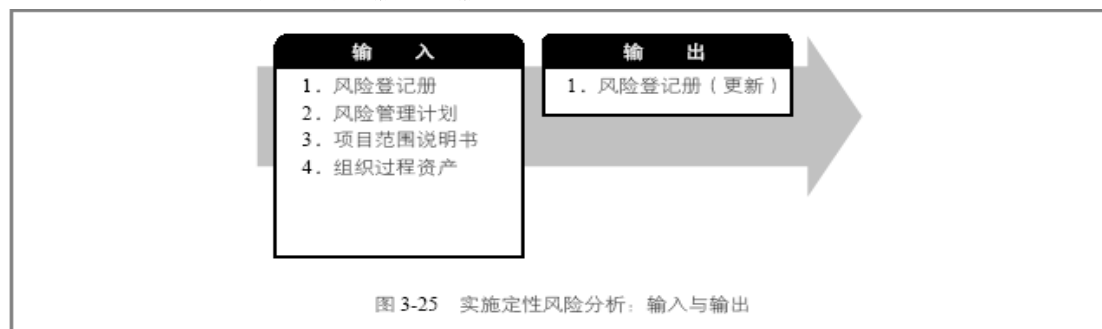 输 入
1．风险登记册
2．风险管理计划
3．项目范围说明书
4．组织过程资产
输 出
1．风险登记册（更新）
图 3-25 实施定性风险分析：输入与输出